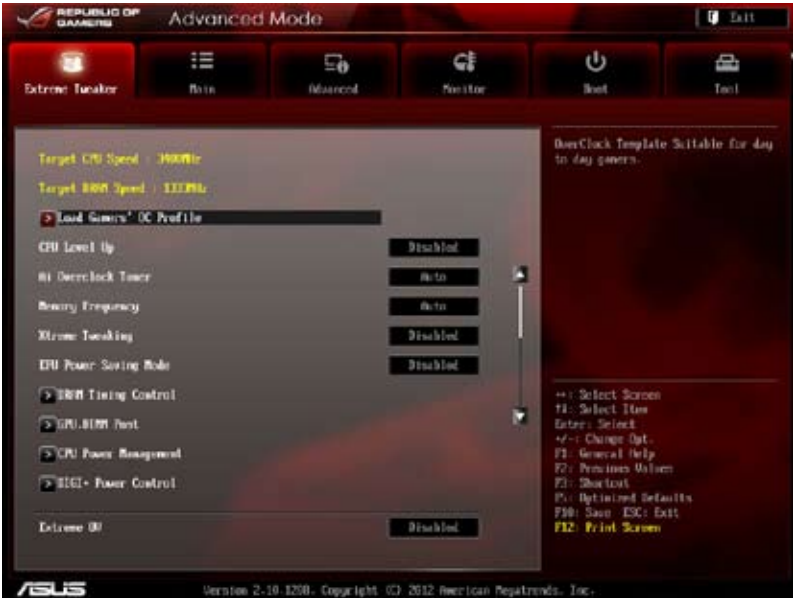 REPUBLIC OF GAMERS
Advanced Mode
Exit
Extreme Tweaker
Main
Advanced
Monitor
Boot
Tool
Target CPU Speed : 3400MHz
Target DRAM Speed : 1333MHz
> Load Gamers' OC Profile
CPU Level Up Disabled
Ai Overclock Tuner Auto
Memory Frequency Auto
Xtreme Tweaking Disabled
EPU Power Saving Mode Disabled
> DRAM Timing Control
> GPU.DIMM Post
> CPU Power Management
> DIGI+ Power Control
Extreme OV Disabled
OverClock Template Suitable for day
to day gamers.
↔: Select Screen
↑↓: Select Item
Enter: Select
+/-: Change Opt.
F1: General Help
F2: Previous Values
F3: Shortcut
F5: Optimized Defaults
F10: Save ESC: Exit
F12: Print Screen
ASUS
Version 2.10.1208. Copyright (C) 2012 American Megatrends, Inc.